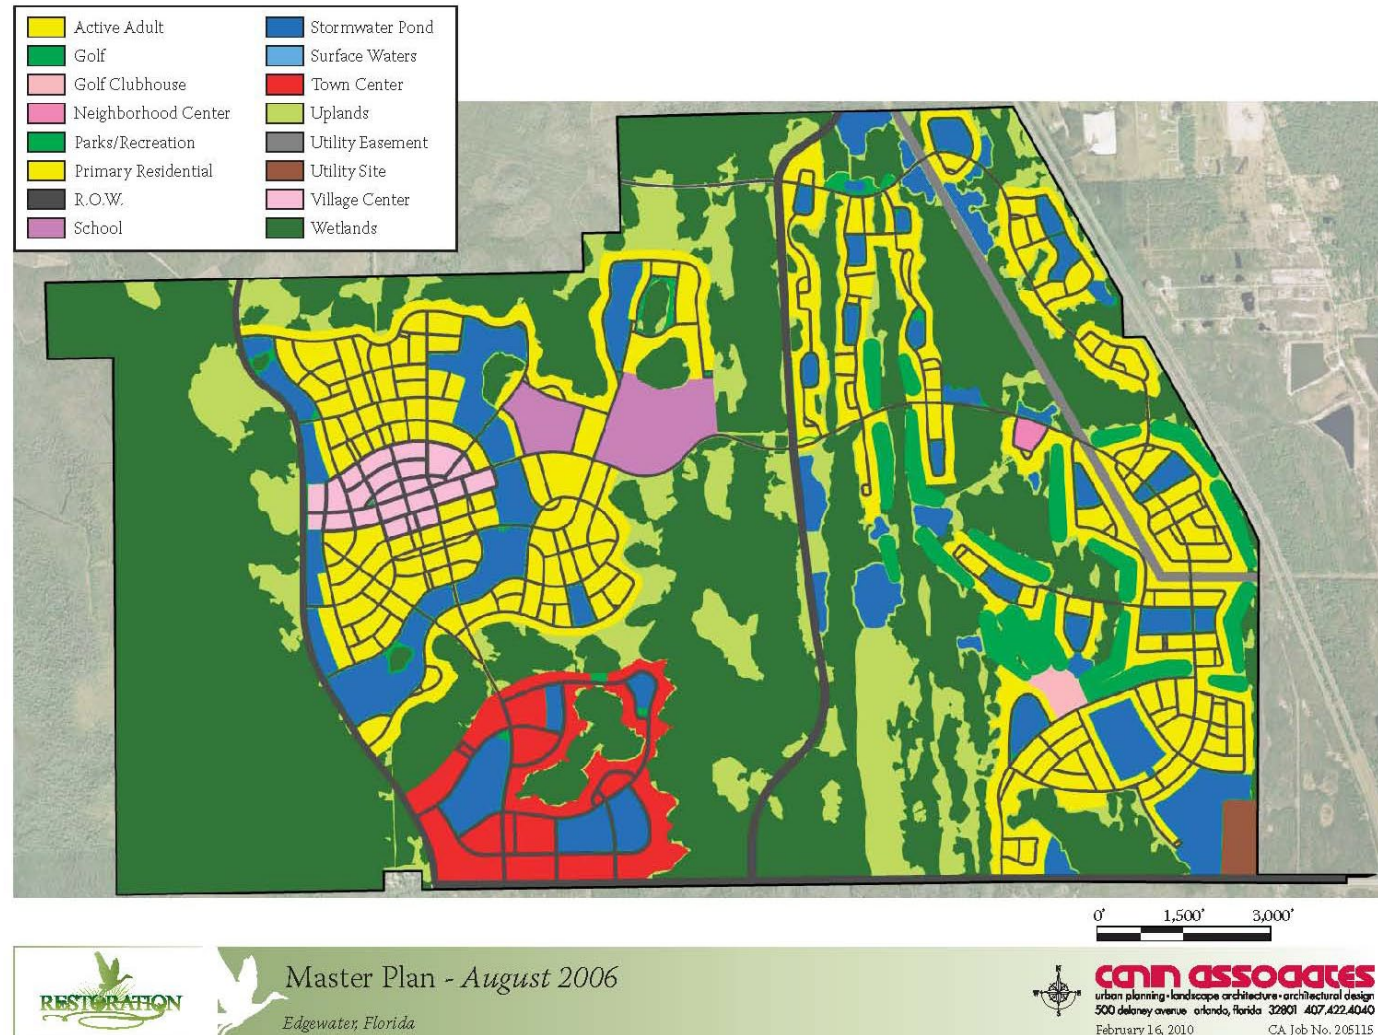 Active Adult
Golf
Golf Clubhouse
Neighborhood Center
Parks/Recreation
Primary Residential
R.O.W.
School
Stormwater Pond
Surface Waters
Town Center
Uplands
Utility Easement
Utility Site
Village Center
Wetlands
0' 1,500' 3,000'
RESTORATION
Master Plan - August 2006
Edgewater, Florida
N
W E
S
canin associates
urban planning • landscape architecture • architectural design
500 delaney avenue orlando, florida 32801 407.422.4040
February 16, 2010 CA Job No. 205115